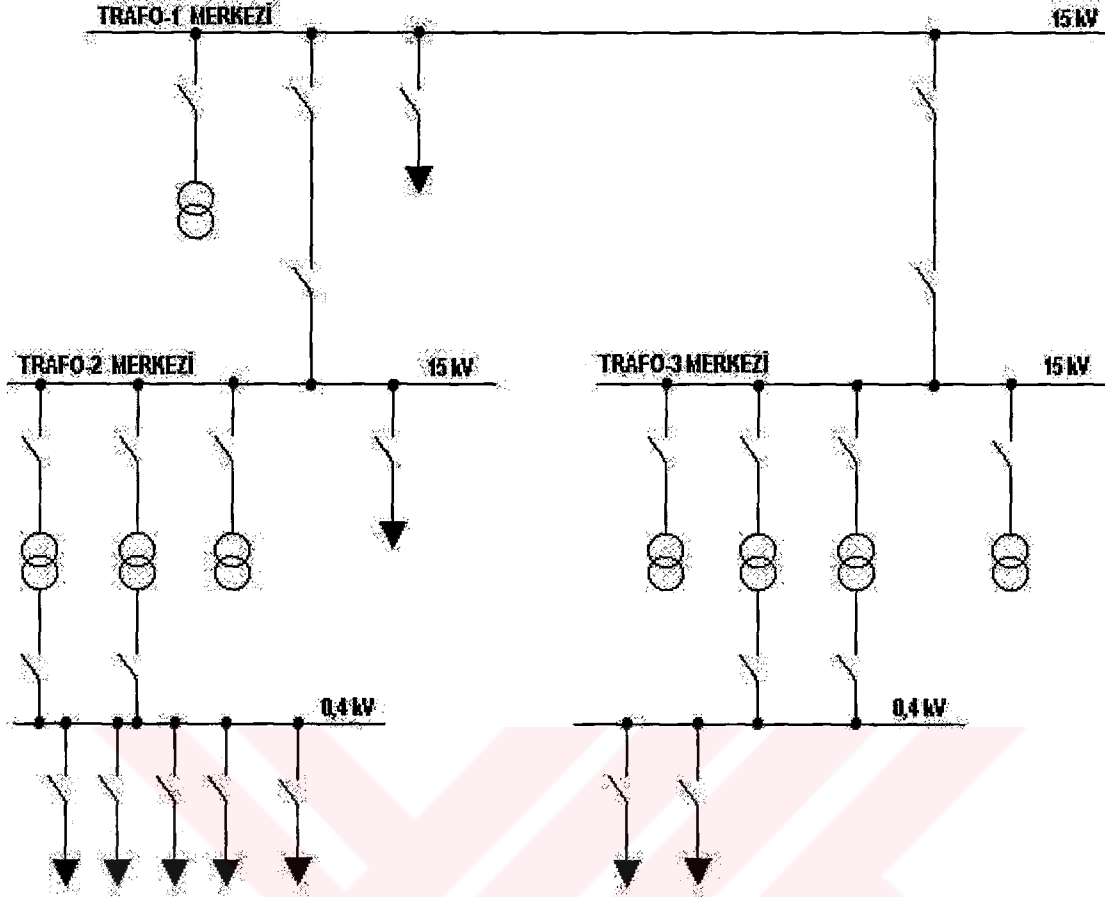 TRAFO-1 MERKEZİ
15 kV
TRAFO-2 MERKEZİ
15 kV
TRAFO-3 MERKEZİ
15 kV
0,4 kV
0,4 kV